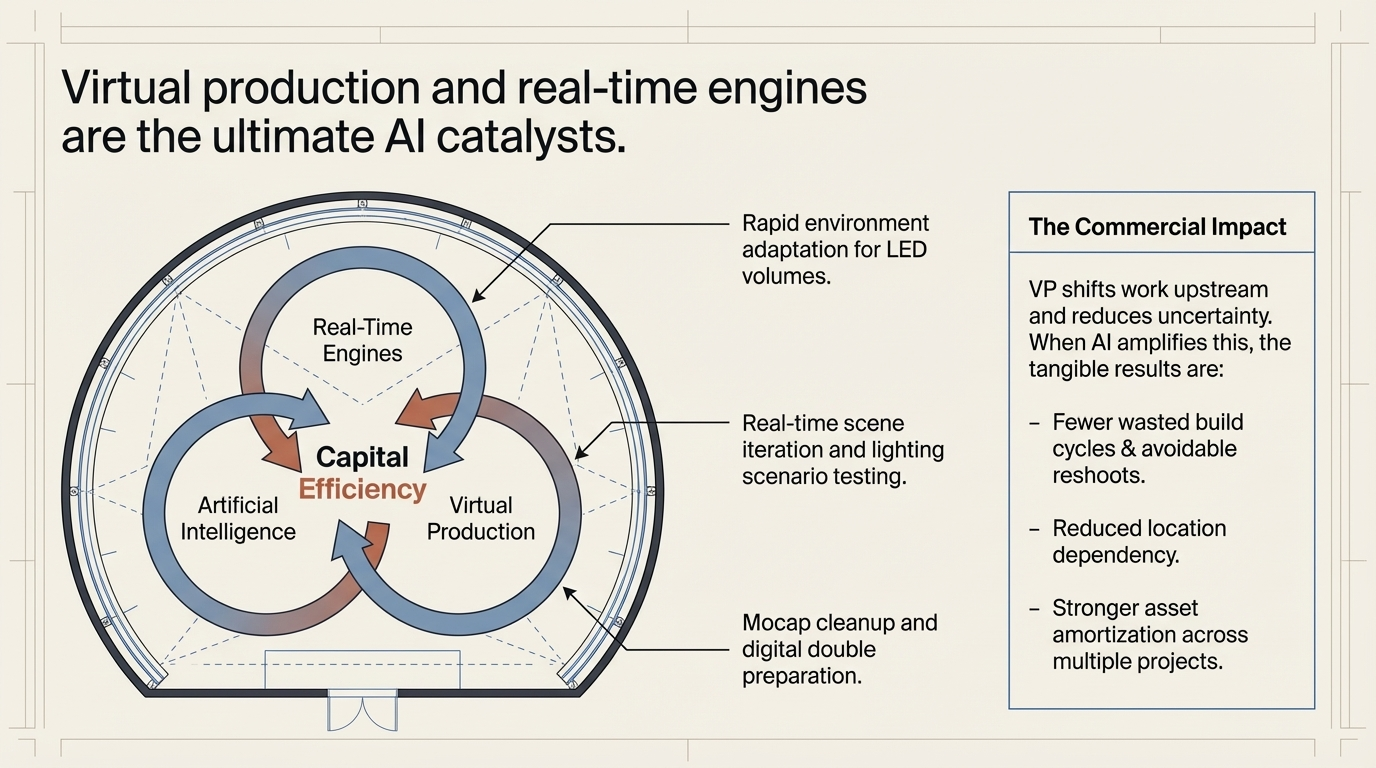 Virtual production and real-time engines
are the ultimate AI catalysts.
Real-Time
Engines
Capital
Efficiency
Artificial
Intelligence
Virtual
Production
Rapid environment
adaptation for LED
volumes.
Real-time scene
iteration and lighting
scenario testing.
Mocap cleanup and
digital double
preparation.
The Commercial Impact
VP shifts work upstream
and reduces uncertainty.
When AI amplifies this, the
tangible results are:
– Fewer wasted build
cycles & avoidable
reshoots.
– Reduced location
dependency.
– Stronger asset
amortization across
multiple projects.